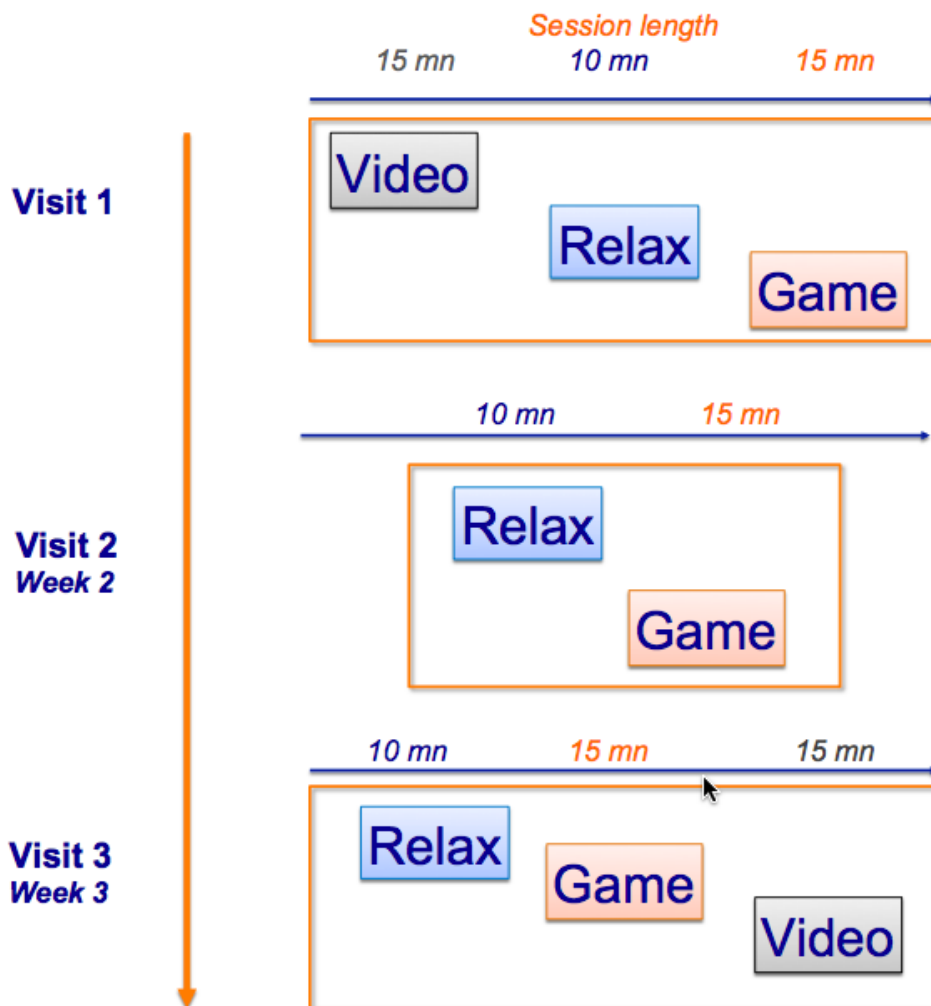 Session length
15 mn 10 mn 15 mn
Visit 1
Video
Relax
Game
10 mn 15 mn
Visit 2
Week 2
Relax
Game
10 mn 15 mn 15 mn
Visit 3
Week 3
Relax
Game
Video